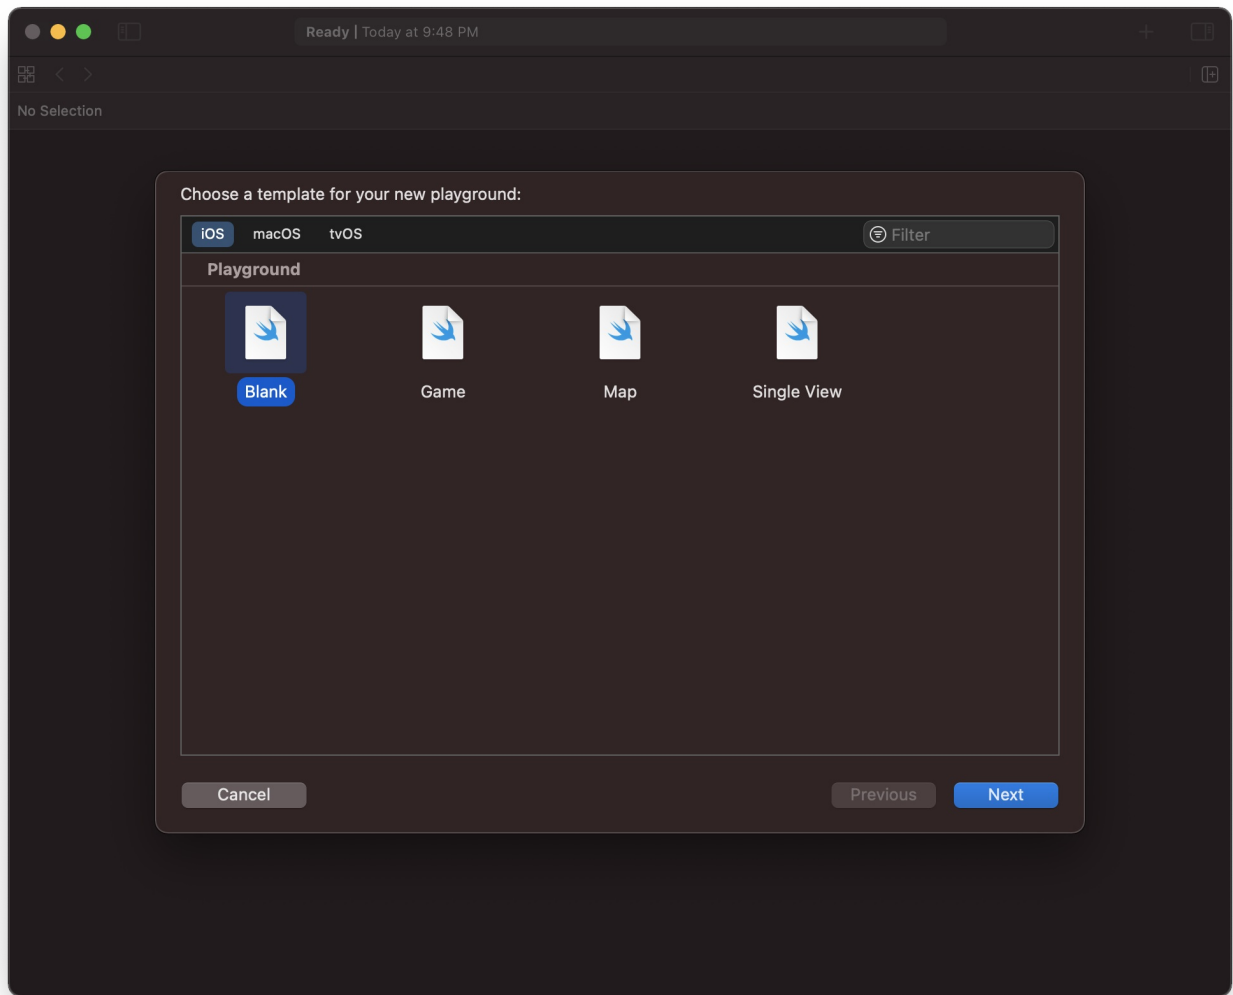 Ready | Today at 9:48 PM
No Selection
Choose a template for your new playground:
iOS macOS tvOS Filter
Playground
Blank Game Map Single View
Cancel Previous Next